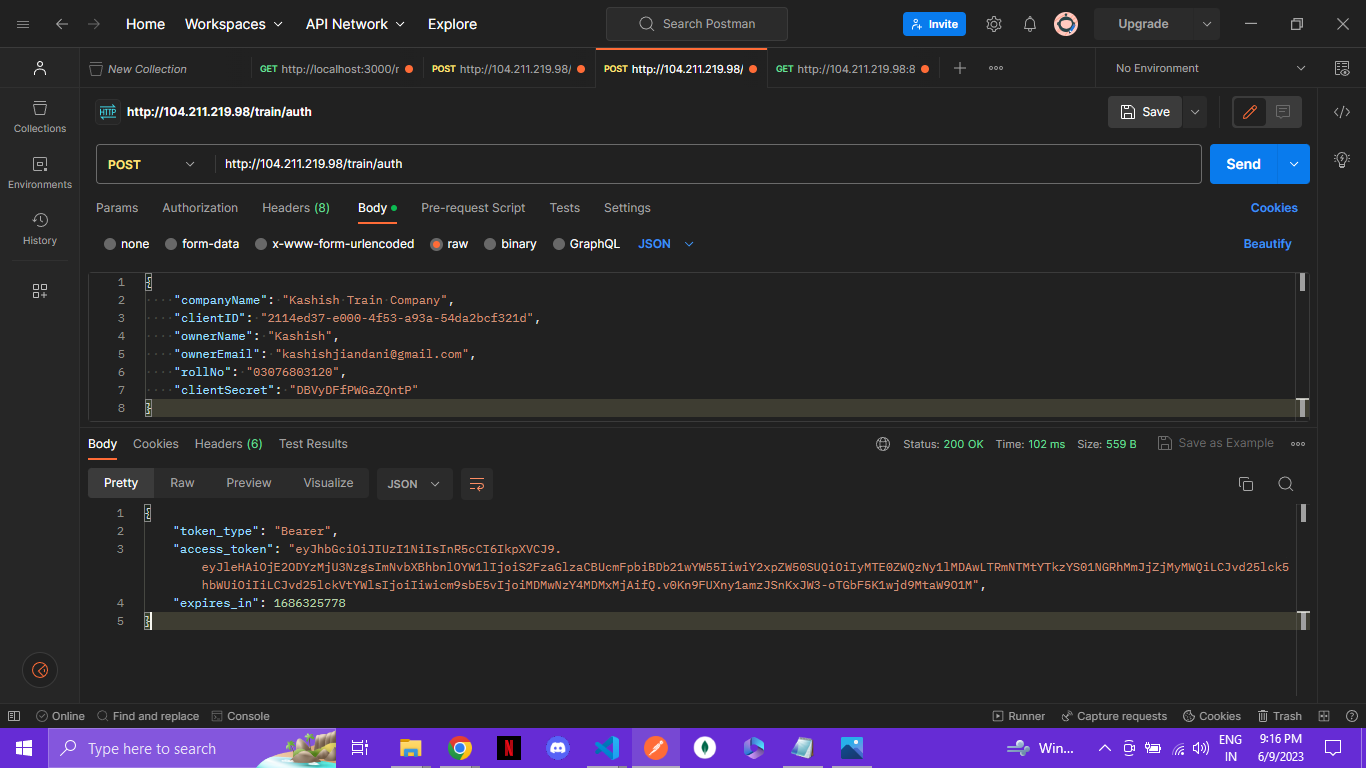 Home Workspaces API Network Explore Search Postman Invite Upgrade
New Collection GET http://localhost:3000/r POST http://104.211.219.98/ POST http://104.211.219.98/ GET http://104.211.219.98:8 No Environment
HTTP http://104.211.219.98/train/auth Save
Collections
Environments
History
POST http://104.211.219.98/train/auth Send
Params Authorization Headers (8) Body Pre-request Script Tests Settings Cookies
none form-data x-www-form-urlencoded raw binary GraphQL JSON Beautify
1 {
2 "companyName": "Kashish Train Company",
3 "clientID": "2114ed37-e000-4f53-a93a-54da2bcf321d",
4 "ownerName": "Kashish",
5 "ownerEmail": "kashishjiandani@gmail.com",
6 "rollNo": "03076803120",
7 "clientSecret": "DBVyDFfPWGaZQntP"
8 }
Body Cookies Headers (6) Test Results Status: 200 OK Time: 102 ms Size: 559 B Save as Example
Pretty Raw Preview Visualize JSON
1 {
2 "token_type": "Bearer",
3 "access_token": "eyJhbGciOiJIUzI1NiIsInR5cCI6IkpXVCJ9.
eyJleHAiOjE2ODYzMjU3NzgsImNvbXBhbnlOYW1lIjoiS2FzaGlzaCBUcmFpbiBDb21wYW55IiwiY2xpZW50SUQiOiIyMTE0ZWQzNy1lMDAwLTRmNTMtYTkzYS01NGRhMmJjZjMyMWQiLCJvd25lck5
hbWUiOiIiLCJvd25lckVtYWlsIjoiIiwicm9sbE5vIjoiMDMwNzY4MDMxMjAifQ.v0Kn9FUXny1amzJSnKxJW3-oTGbF5K1wjd9MtaW9O1M",
4 "expires_in": 1686325778
5 }
Online Find and replace Console Runner Capture requests Cookies Trash
Type here to search Win... ENG 9:16 PM
IN 6/9/2023